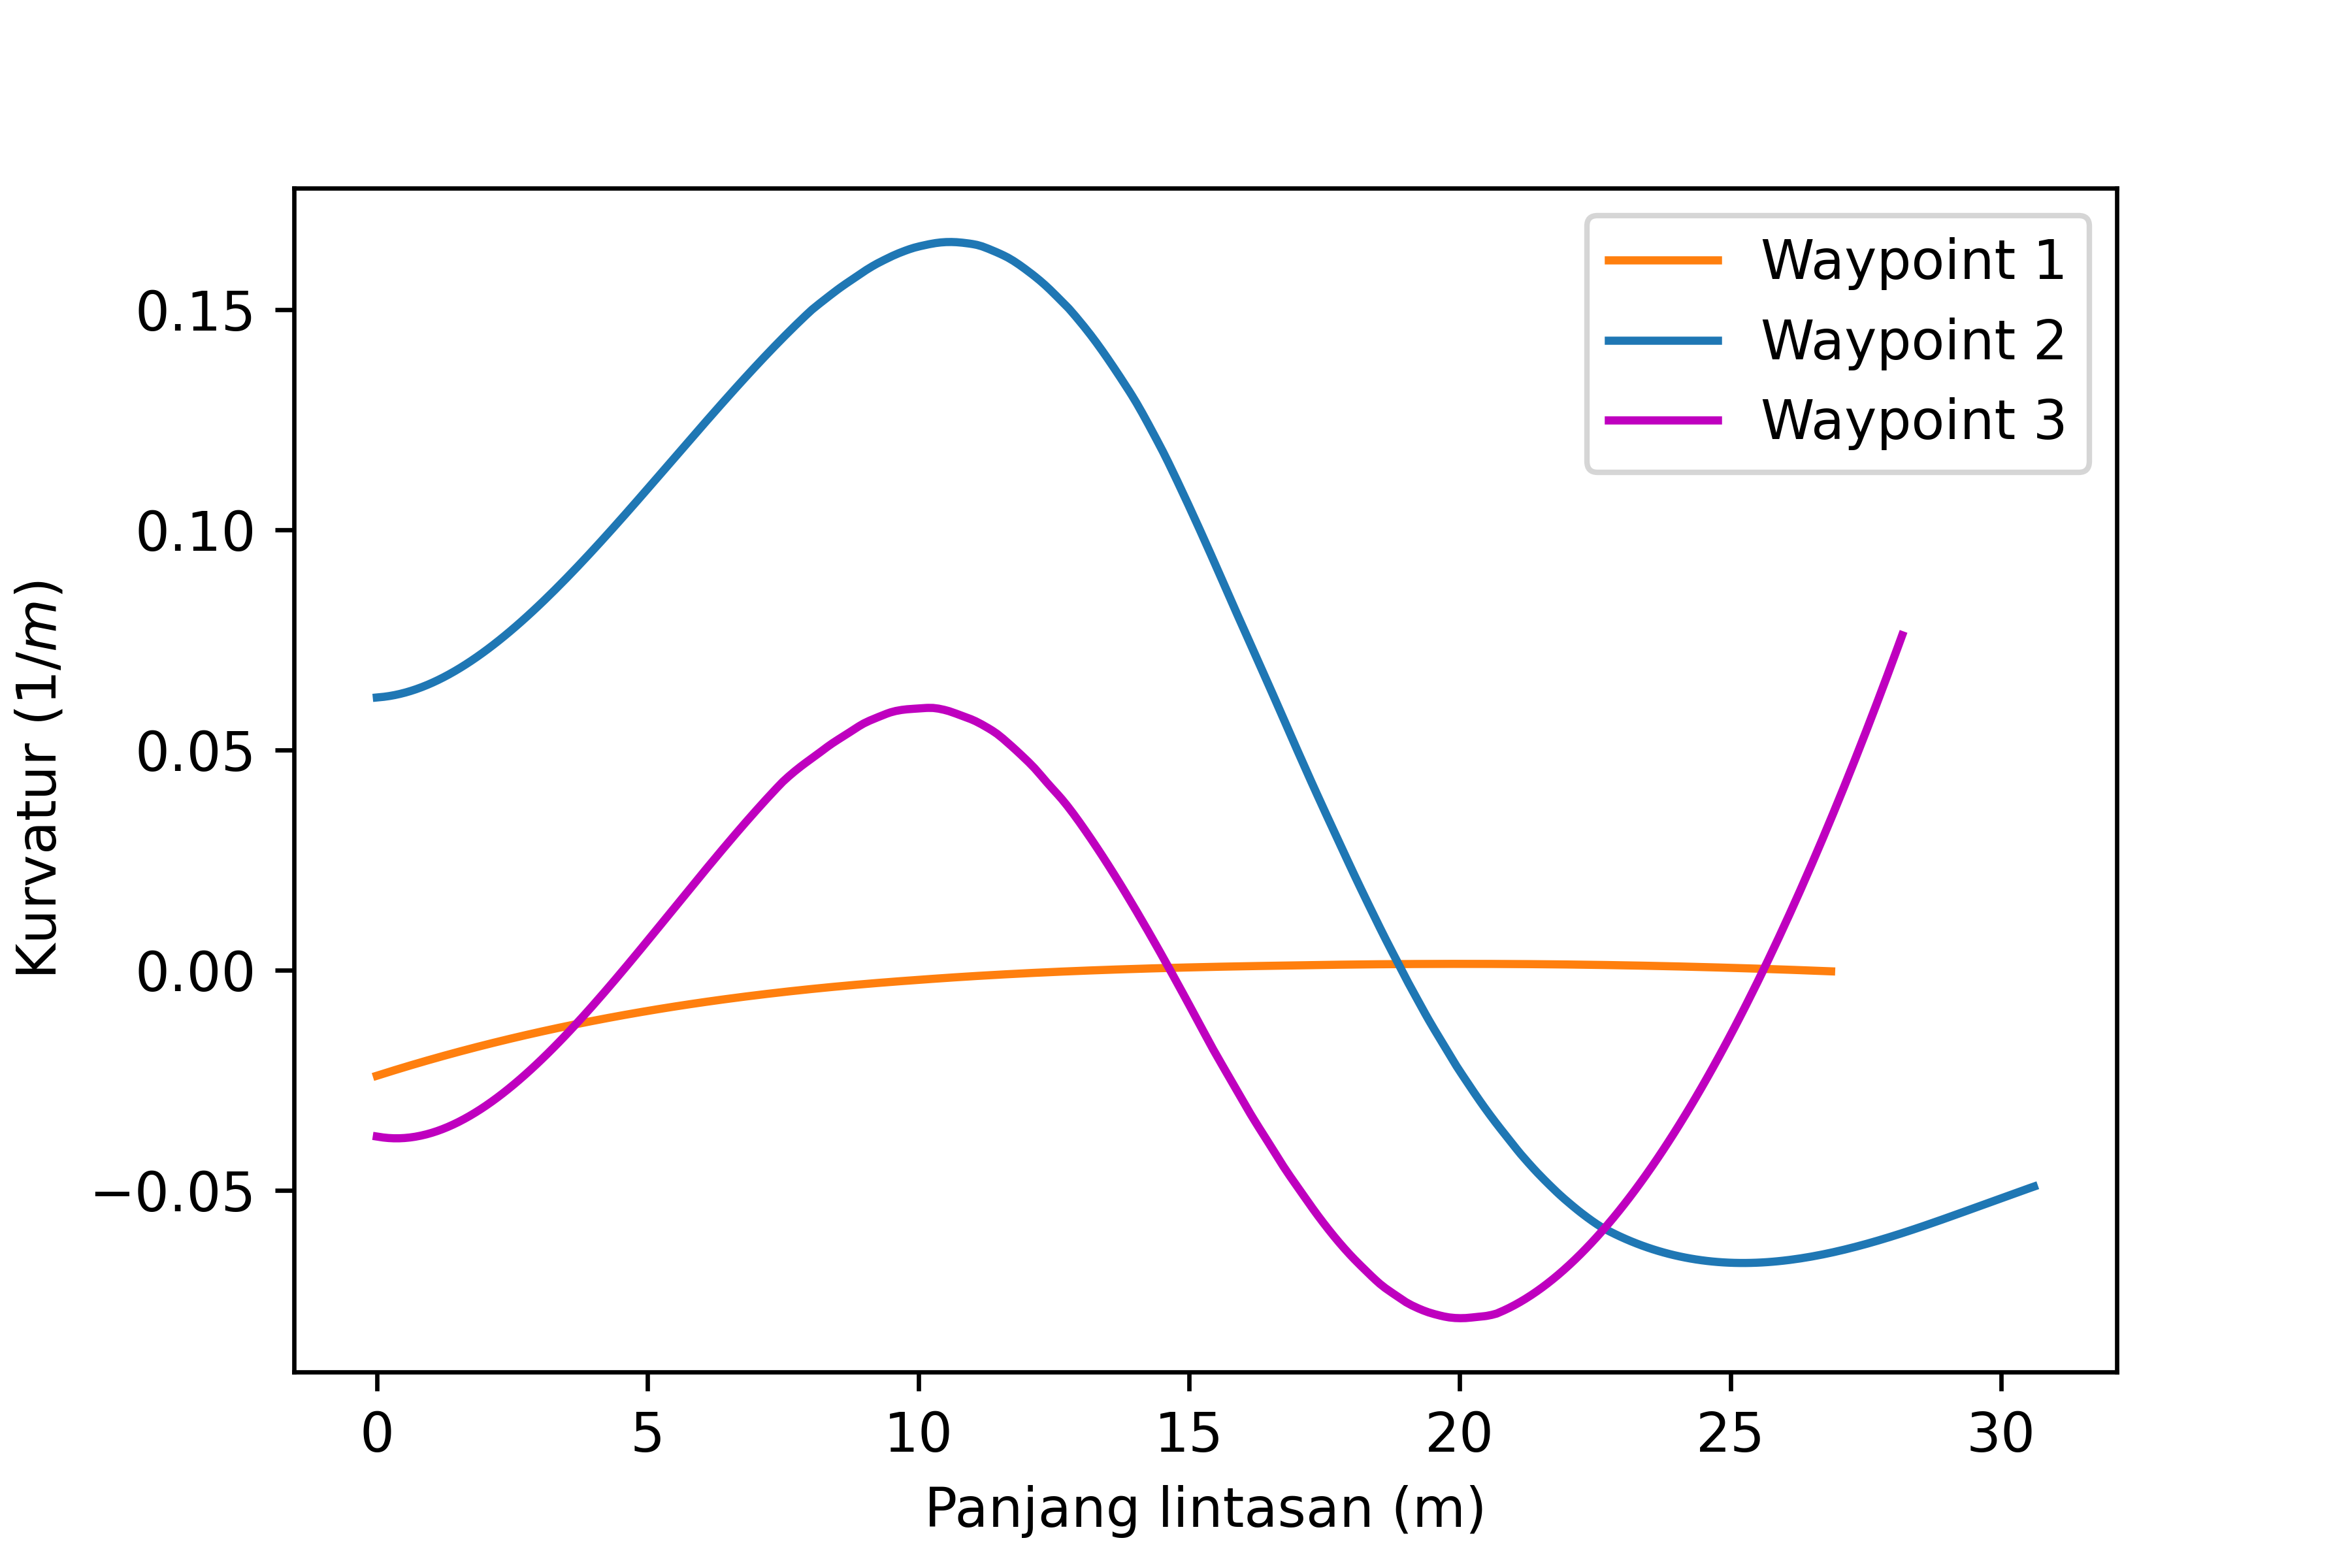 Waypoint 1
Waypoint 2
Waypoint 3
0.15
0.10
0.05
0.00
−0.05
Kurvatur (1/m)
0 5 10 15 20 25 30
Panjang lintasan (m)